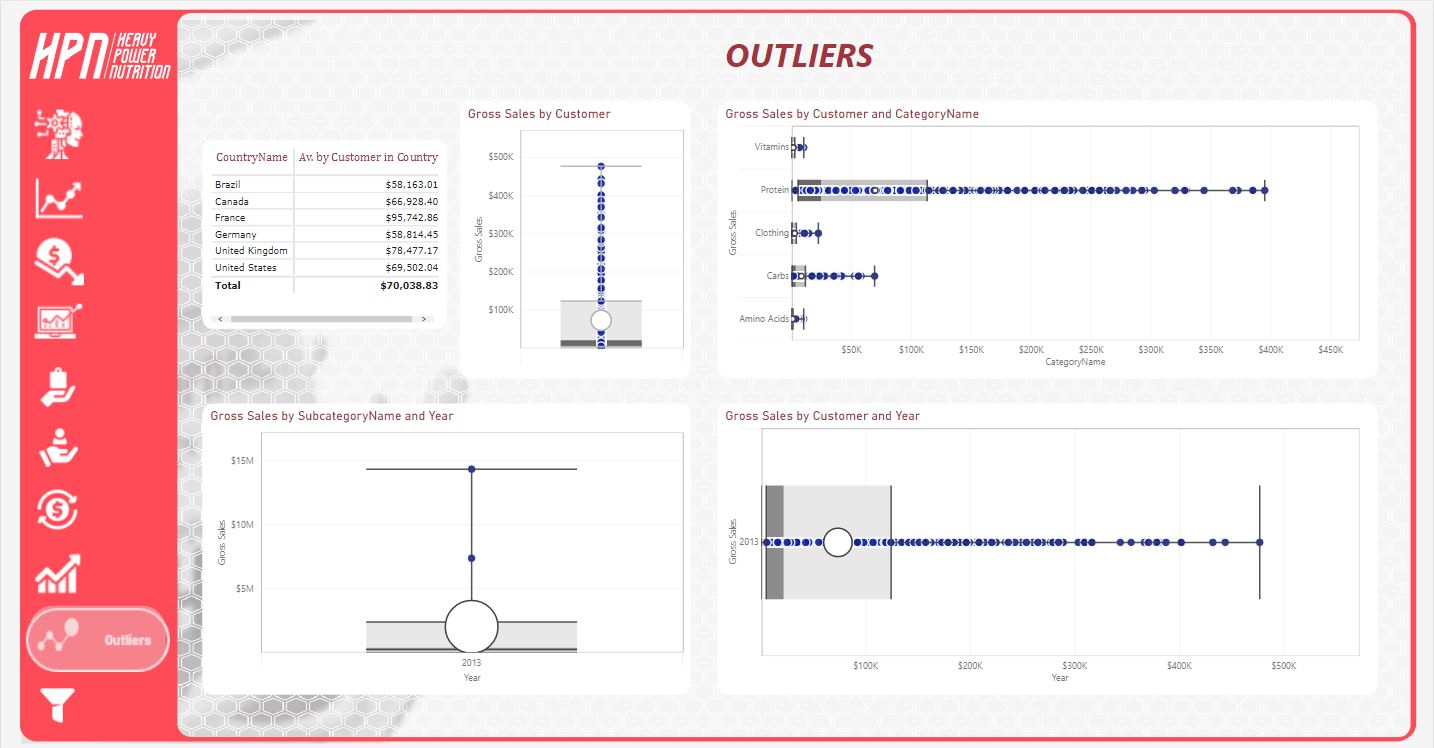 HPN HEAVY
POWER
NUTRITION
OUTLIERS
CountryName Av. by Customer in Country
Brazil $58,163.01
Canada $66,928.40
France $95,742.86
Germany $58,814.45
United Kingdom $78,477.17
United States $69,502.04
Total $70,038.83
Gross Sales by Customer
Gross Sales
$500K
$400K
$300K
$200K
$100K
Gross Sales by Customer and CategoryName
Gross Sales
Vitamins
Protein
Clothing
Carbs
Amino Acids
$50K $100K $150K $200K $250K $300K $350K $400K $450K
CategoryName
Gross Sales by SubcategoryName and Year
Gross Sales
$15M
$10M
$5M
2013
Year
Gross Sales by Customer and Year
Gross Sales
2013
$100K $200K $300K $400K $500K
Year
Outliers